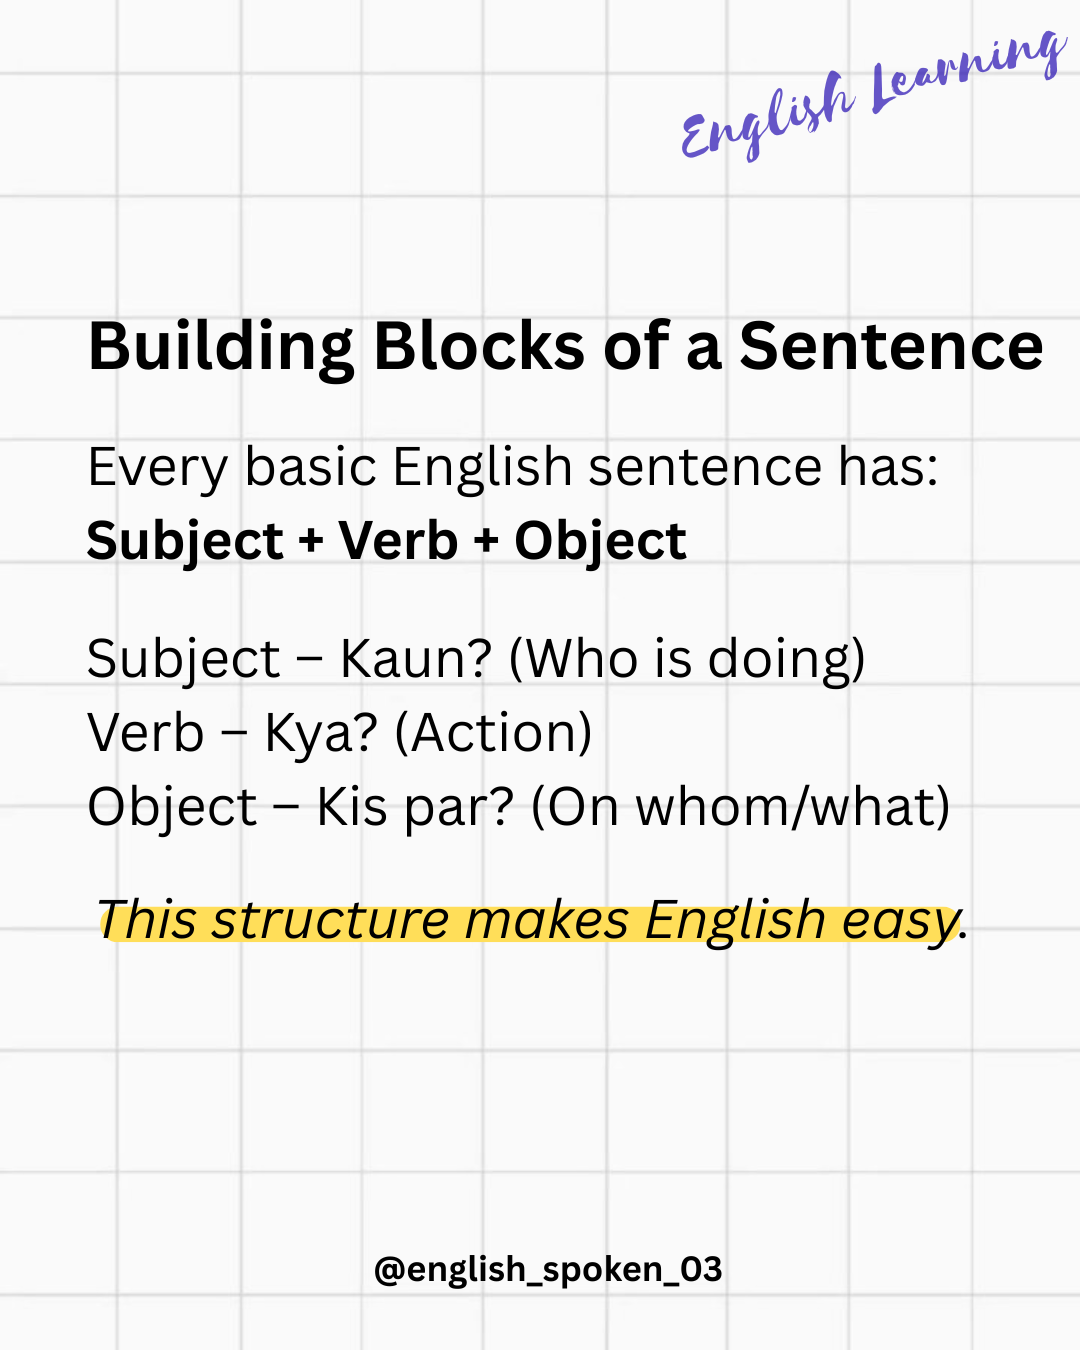 English Learning
Building Blocks of a Sentence
Every basic English sentence has:
Subject + Verb + Object
Subject – Kaun? (Who is doing)
Verb – Kya? (Action)
Object – Kis par? (On whom/what)
This structure makes English easy.
@english_spoken_03